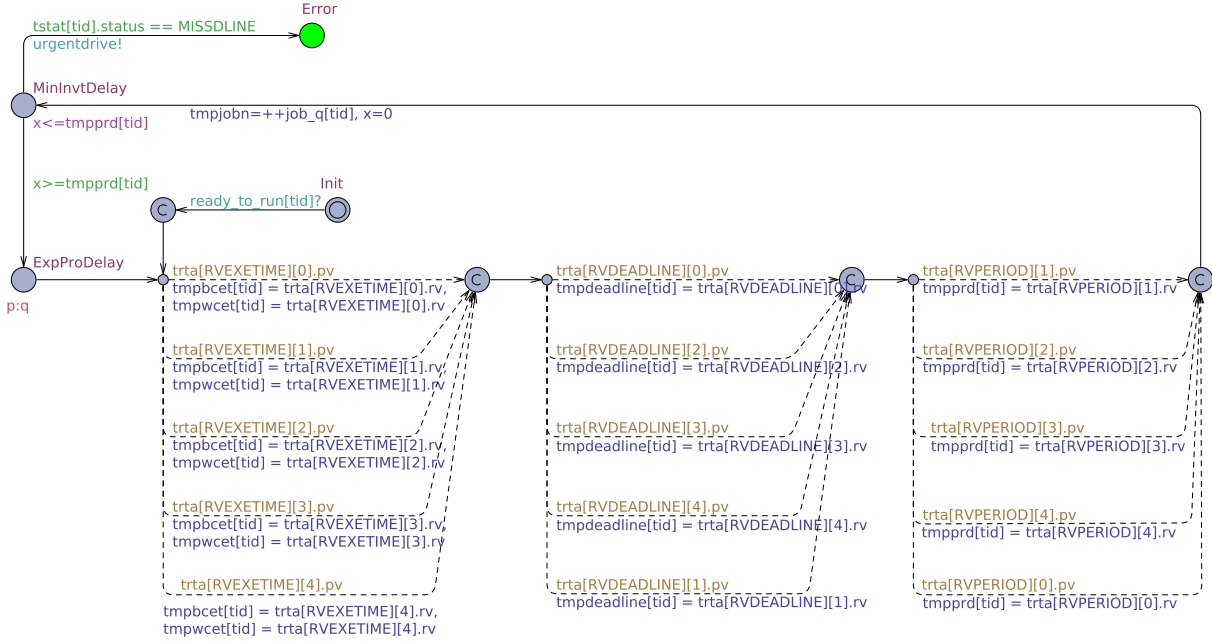 Error
tstat[tid].status == MISSDLINE
urgentdrive!
MinInvtDelay
tmpjobn=++job_q[tid], x=0
x<=tmpprd[tid]
x>=tmpprd[tid]
Init
ready_to_run[tid]?
C
ExpProDelay
p:q
C
C
C
trta[RVEXETIME][0].pv
tmpbcet[tid] = trta[RVEXETIME][0].rv,
tmpwcet[tid] = trta[RVEXETIME][0].rv
trta[RVEXETIME][1].pv
tmpbcet[tid] = trta[RVEXETIME][1].rv,
tmpwcet[tid] = trta[RVEXETIME][1].rv
trta[RVEXETIME][2].pv
tmpbcet[tid] = trta[RVEXETIME][2].rv,
tmpwcet[tid] = trta[RVEXETIME][2].rv
trta[RVEXETIME][3].pv
tmpbcet[tid] = trta[RVEXETIME][3].rv,
tmpwcet[tid] = trta[RVEXETIME][3].rv
trta[RVEXETIME][4].pv
tmpbcet[tid] = trta[RVEXETIME][4].rv,
tmpwcet[tid] = trta[RVEXETIME][4].rv
trta[RVDEADLINE][0].pv
tmpdeadline[tid] = trta[RVDEADLINE][0].rv
trta[RVDEADLINE][2].pv
tmpdeadline[tid] = trta[RVDEADLINE][2].rv
trta[RVDEADLINE][3].pv
tmpdeadline[tid] = trta[RVDEADLINE][3].rv
trta[RVDEADLINE][4].pv
tmpdeadline[tid] = trta[RVDEADLINE][4].rv
trta[RVDEADLINE][1].pv
tmpdeadline[tid] = trta[RVDEADLINE][1].rv
trta[RVPERIOD][1].pv
tmpprd[tid] = trta[RVPERIOD][1].rv
trta[RVPERIOD][2].pv
tmpprd[tid] = trta[RVPERIOD][2].rv
trta[RVPERIOD][3].pv
tmpprd[tid] = trta[RVPERIOD][3].rv
trta[RVPERIOD][4].pv
tmpprd[tid] = trta[RVPERIOD][4].rv
trta[RVPERIOD][0].pv
tmpprd[tid] = trta[RVPERIOD][0].rv